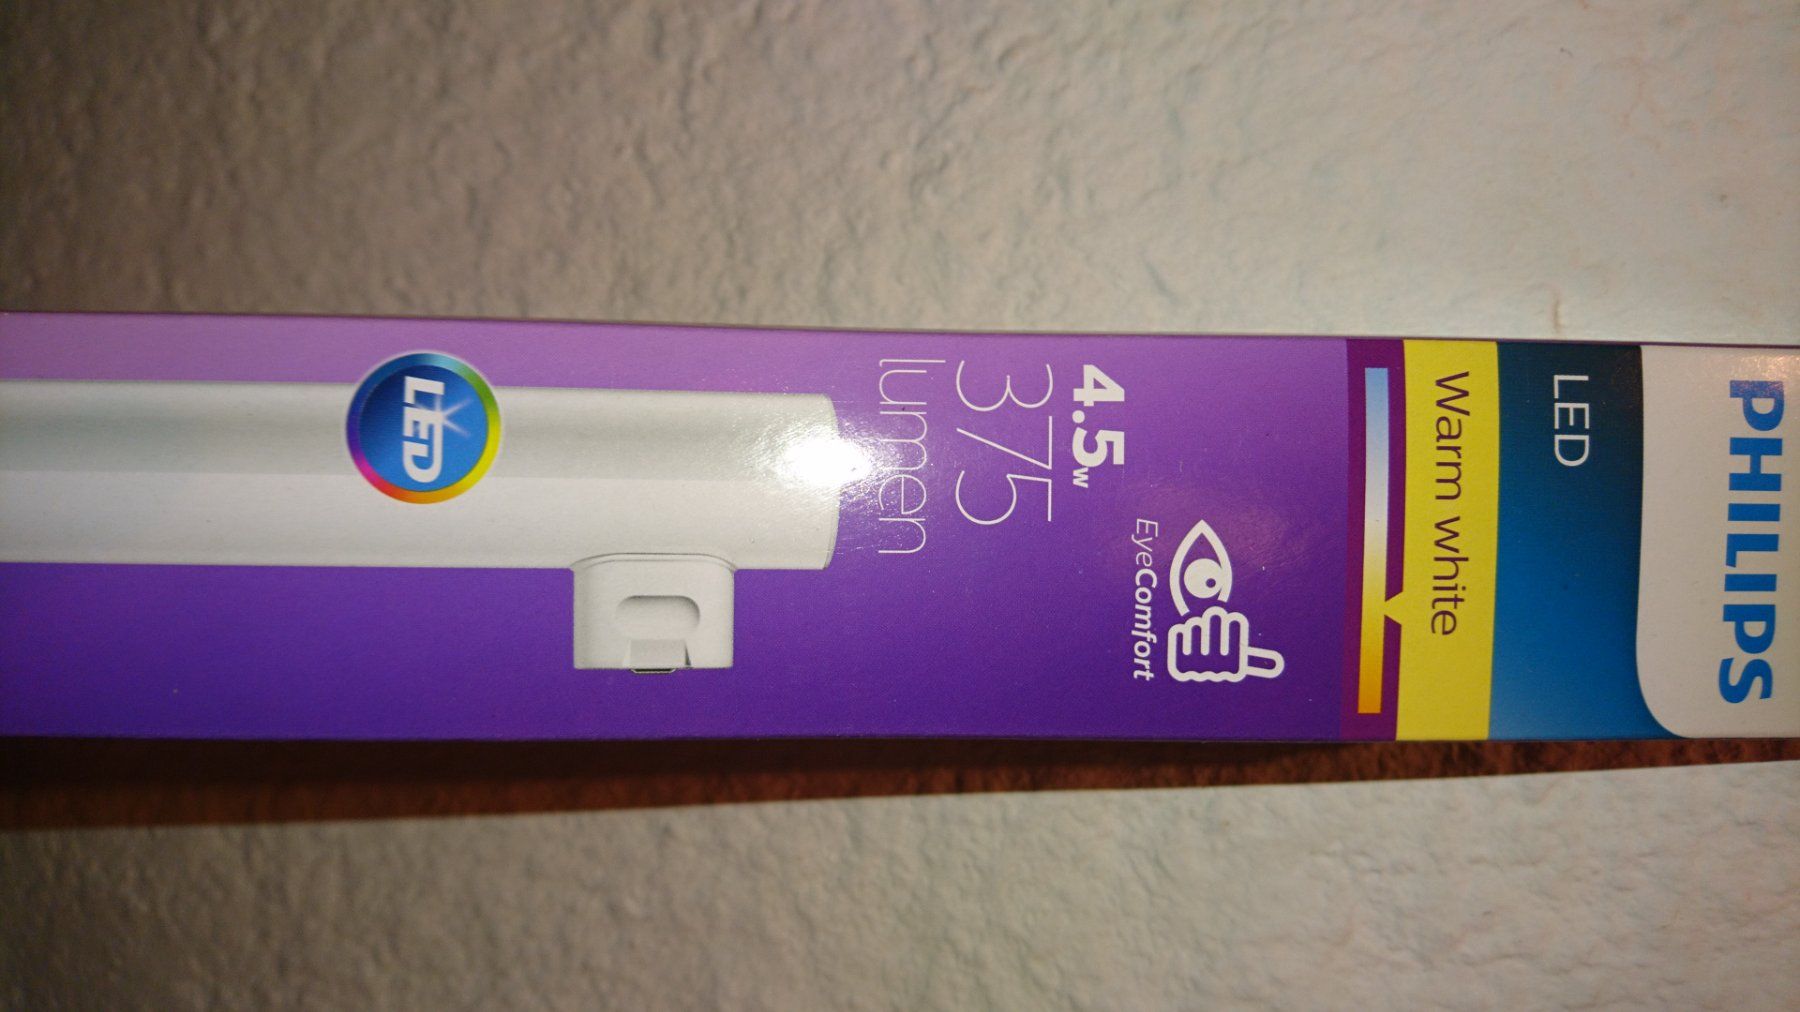 PHILIPS
LED
Warm white
EyeComfort
4.5w
375
lumen
LED